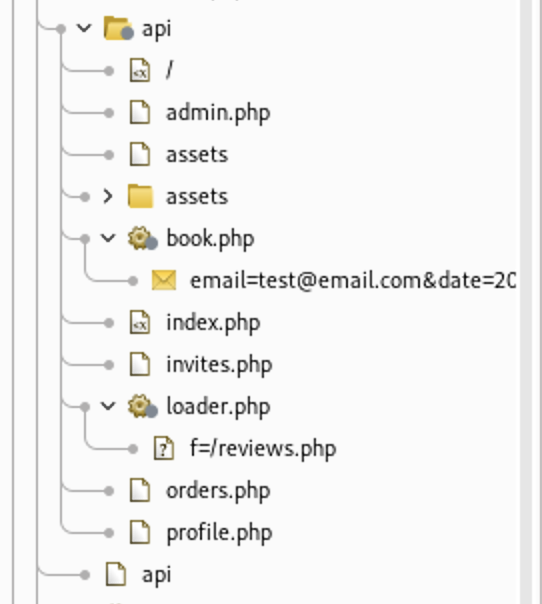 api
/
admin.php
assets
assets
book.php
email=test@email.com&date=20
index.php
invites.php
loader.php
f=/reviews.php
orders.php
profile.php
api